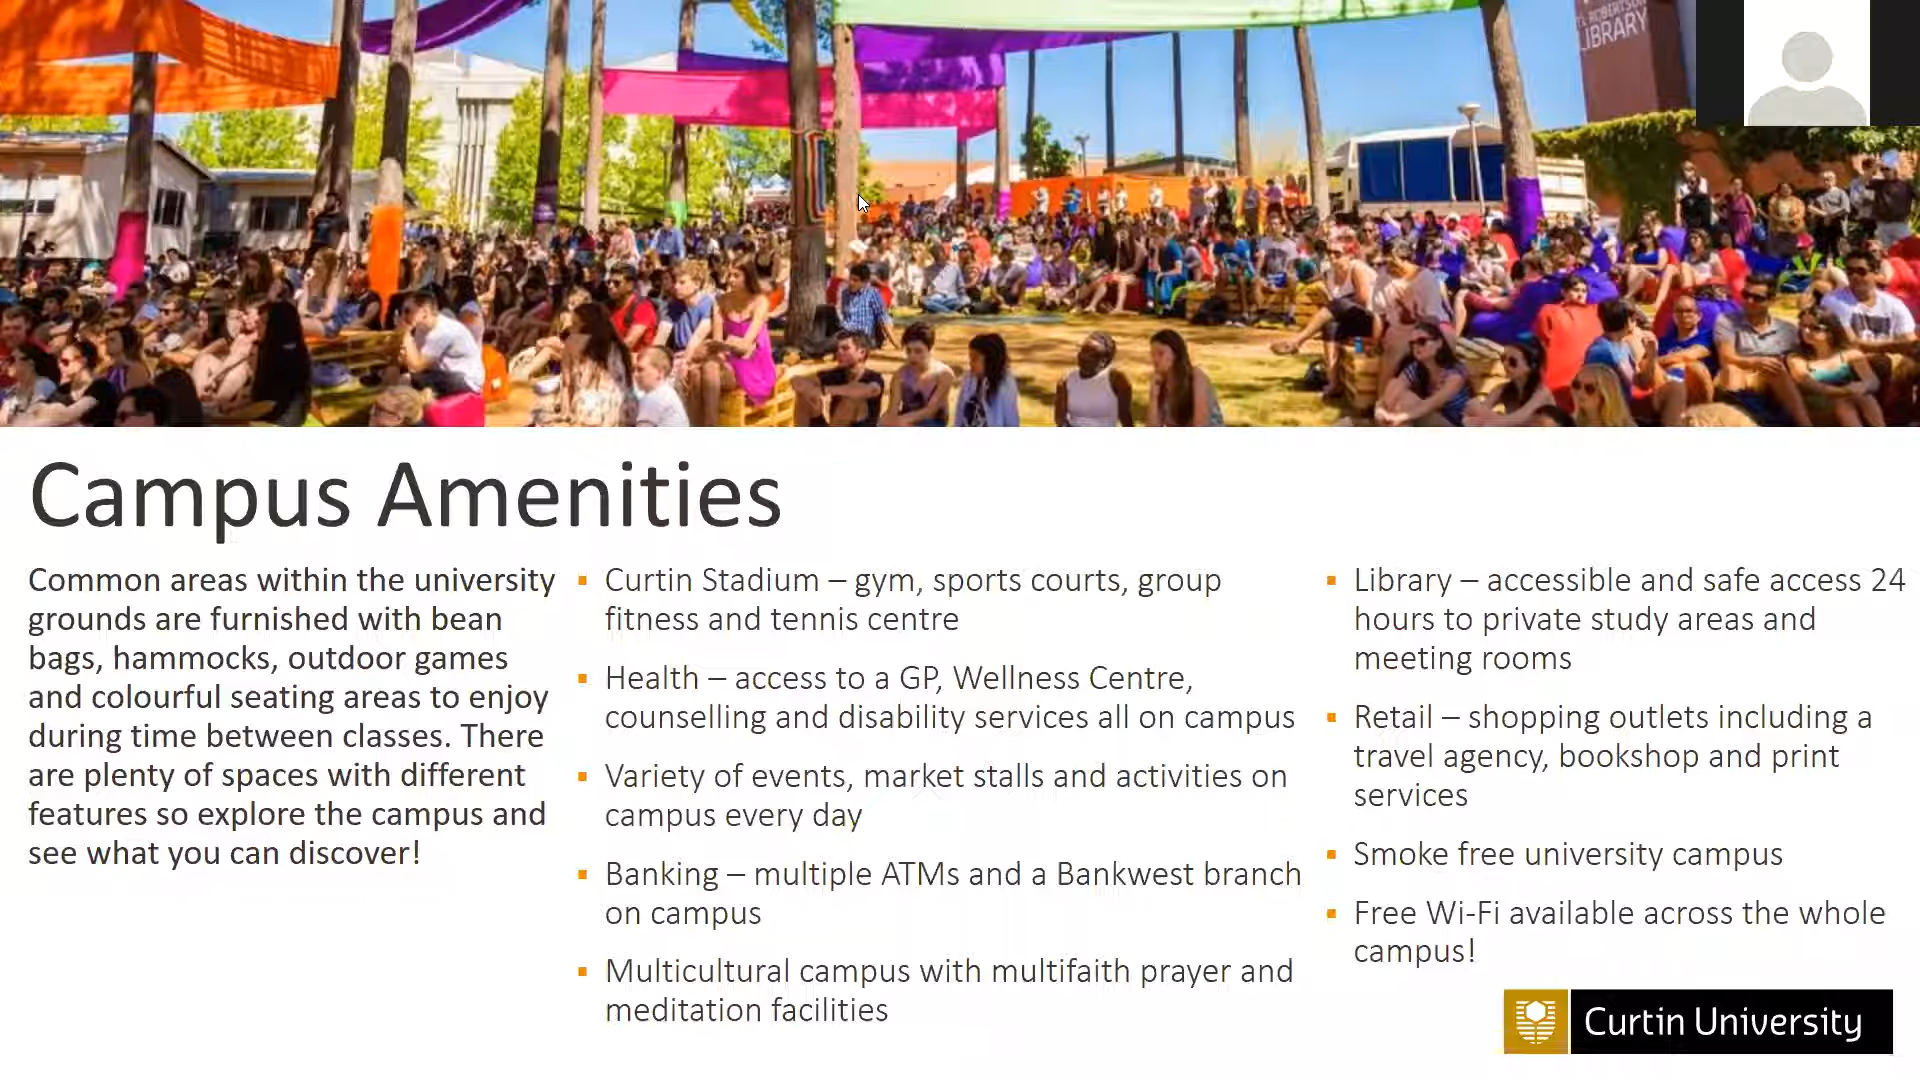 LIBRARY
Campus Amenities
Common areas within the university
grounds are furnished with bean
bags, hammocks, outdoor games
and colourful seating areas to enjoy
during time between classes. There
are plenty of spaces with different
features so explore the campus and
see what you can discover!
▪ Curtin Stadium – gym, sports courts, group
fitness and tennis centre
▪ Health – access to a GP, Wellness Centre,
counselling and disability services all on campus
▪ Variety of events, market stalls and activities on
campus every day
▪ Banking – multiple ATMs and a Bankwest branch
on campus
▪ Multicultural campus with multifaith prayer and
meditation facilities
▪ Library – accessible and safe access 24
hours to private study areas and
meeting rooms
▪ Retail – shopping outlets including a
travel agency, bookshop and print
services
▪ Smoke free university campus
▪ Free Wi-Fi available across the whole
campus!
Curtin University